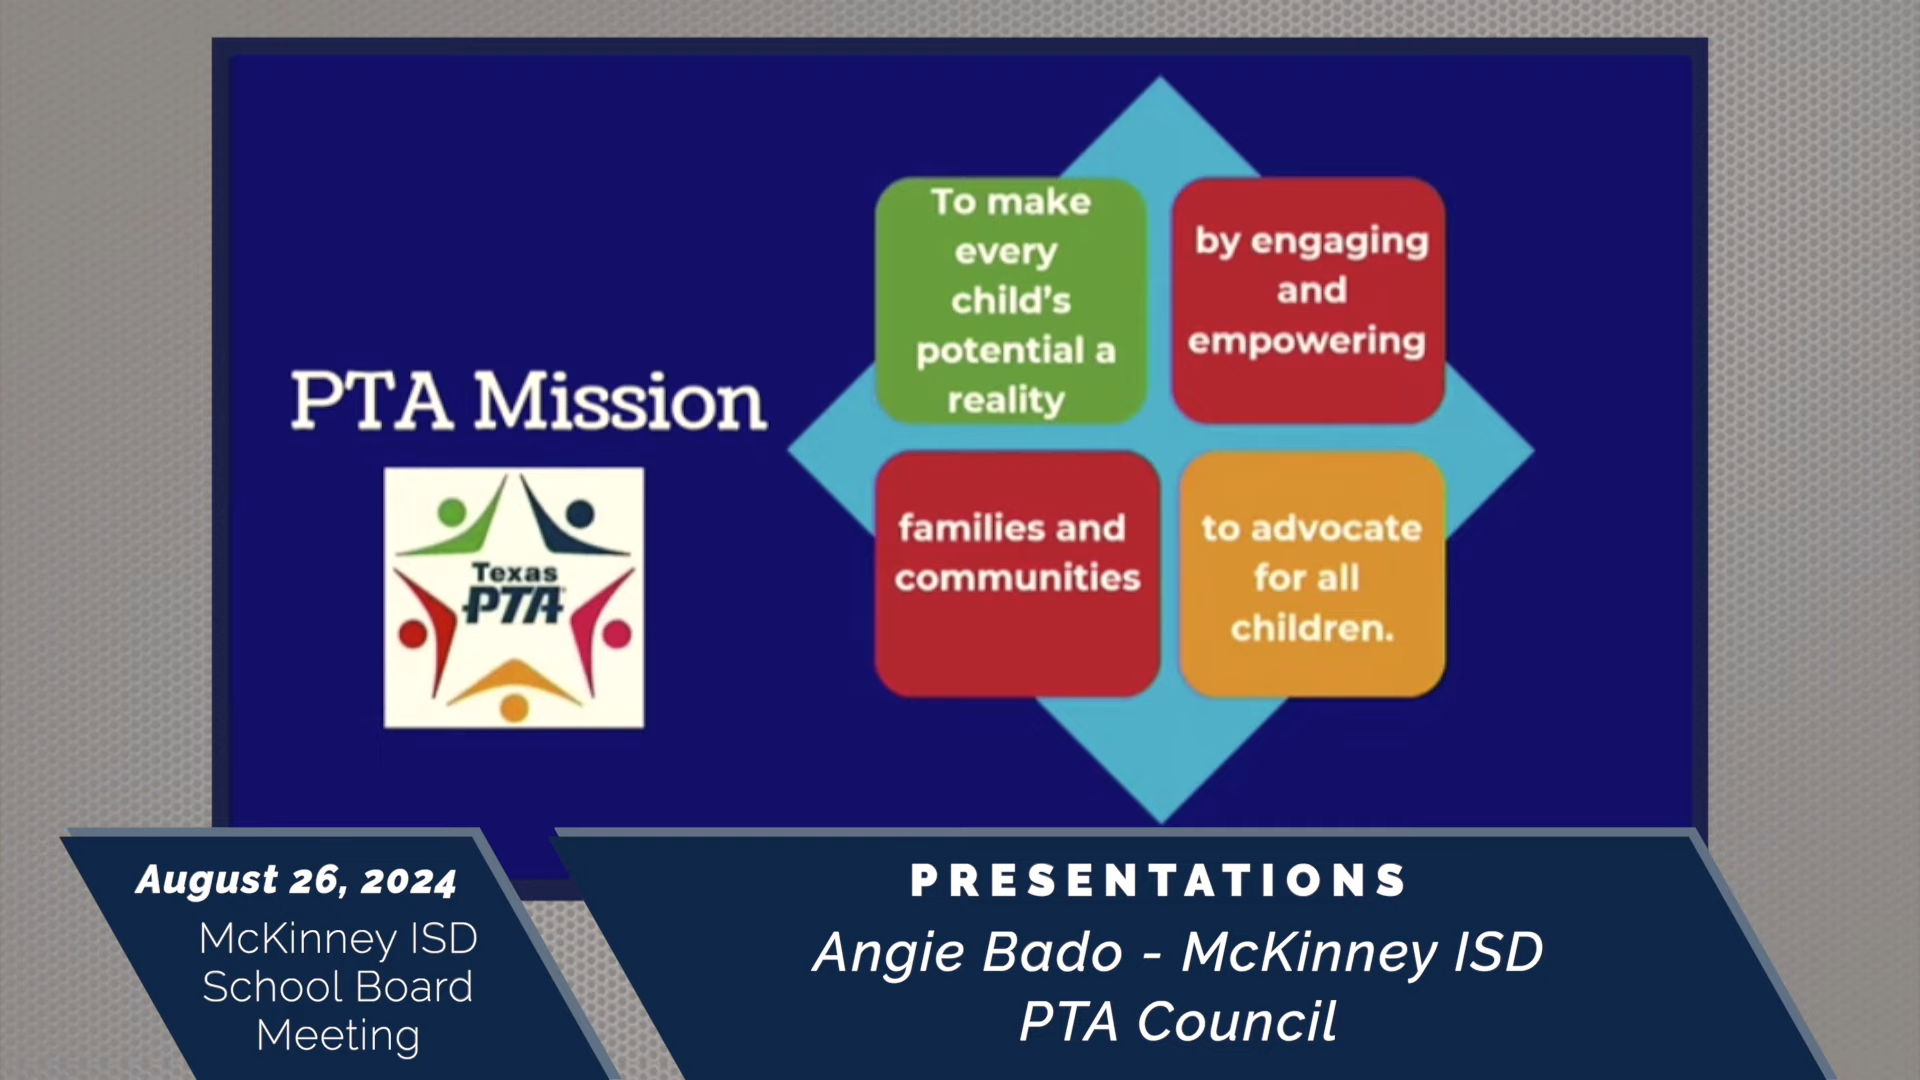 PTA Mission
Texas
PTA
To make
every
child's
potential a
reality
by engaging
and
empowering
families and
communities
to advocate
for all
children.
August 26, 2024
McKinney ISD
School Board
Meeting
PRESENTATIONS
Angie Bado - McKinney ISD
PTA Council